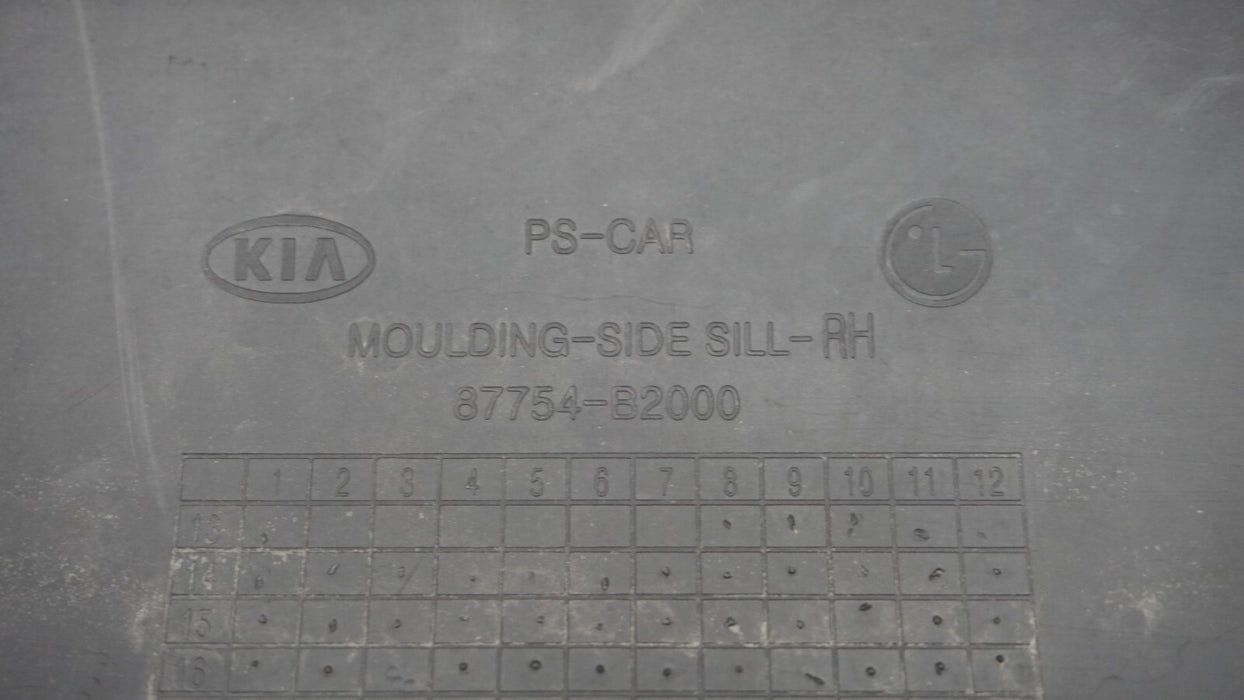 KIA
PS-CAR
LG
MOULDING-SIDE SILL-RH
87754-B2000
1 2 3 4 5 6 7 8 9 10 11 12
13
14
15
16